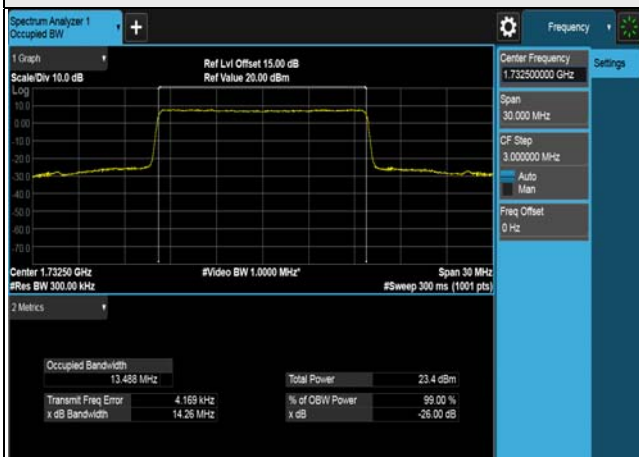 Spectrum Analyzer 1
Occupied BW
+
Frequency
1 Graph
Scale/Div 10.0 dB
Ref Lvl Offset 15.00 dB
Ref Value 20.00 dBm
Log
10.0
0.00
-10.0
-20.0
-30.0
-40.0
-50.0
-60.0
-70.0
Center 1.73250 GHz
#Video BW 1.0000 MHz*
Span 30 MHz
#Res BW 300.00 kHz
#Sweep 300 ms (1001 pts)
2 Metrics
Occupied Bandwidth
13.488 MHz
Total Power 23.4 dBm
Transmit Freq Error 4.169 kHz
% of OBW Power 99.00 %
x dB Bandwidth 14.26 MHz
x dB -26.00 dB
Center Frequency
1.732500000 GHz
Settings
Span
30.000 MHz
CF Step
3.000000 MHz
Auto
Man
Freq Offset
0 Hz